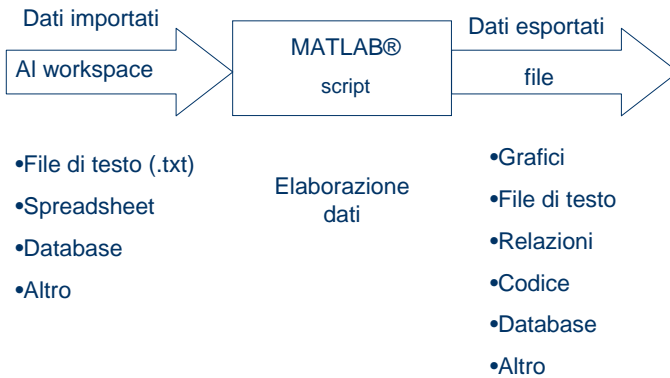 Dati importati
Al workspace
MATLAB®
script
Dati esportati
file
•File di testo (.txt)
•Spreadsheet
•Database
•Altro
Elaborazione
dati
•Grafici
•File di testo
•Relazioni
•Codice
•Database
•Altro